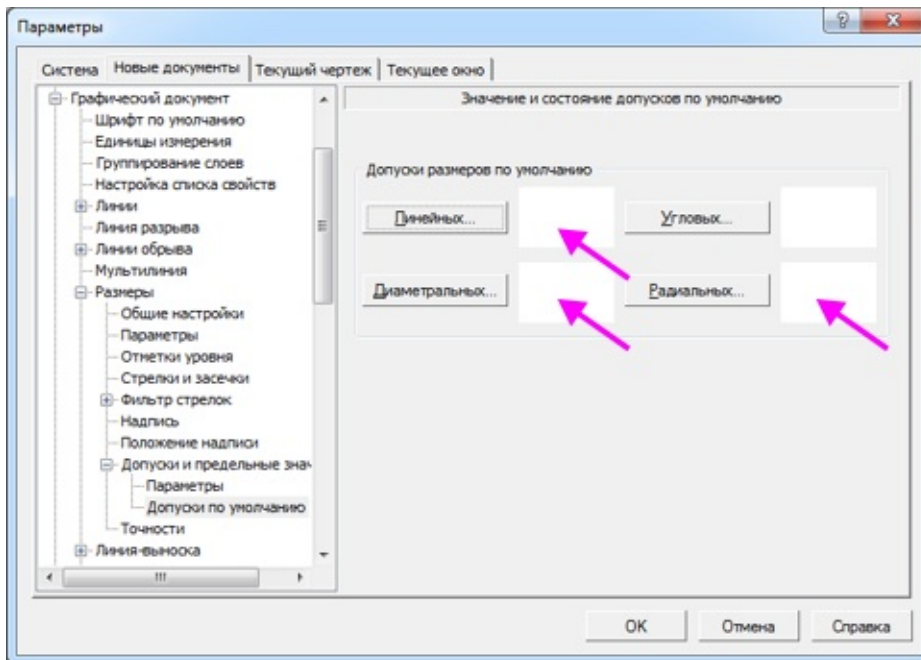 Параметры
Система Новые документы Текущий чертеж Текущее окно
Графический документ
Шрифт по умолчанию
Единицы измерения
Группирование слоев
Настройка списка свойств
Линии
Линия разрыва
Линии обрыва
Мультилиния
Размеры
Общие настройки
Параметры
Отметки уровня
Стрелки и засечки
Фильтр стрелок
Надпись
Положение надписи
Допуски и предельные знач
Параметры
Допуски по умолчанию
Точности
Линия-выноска
Значение и состояние допусков по умолчанию
Допуски размеров по умолчанию
Линейных... Угловых...
Диаметральных... Радиальных...
OK Отмена Справка